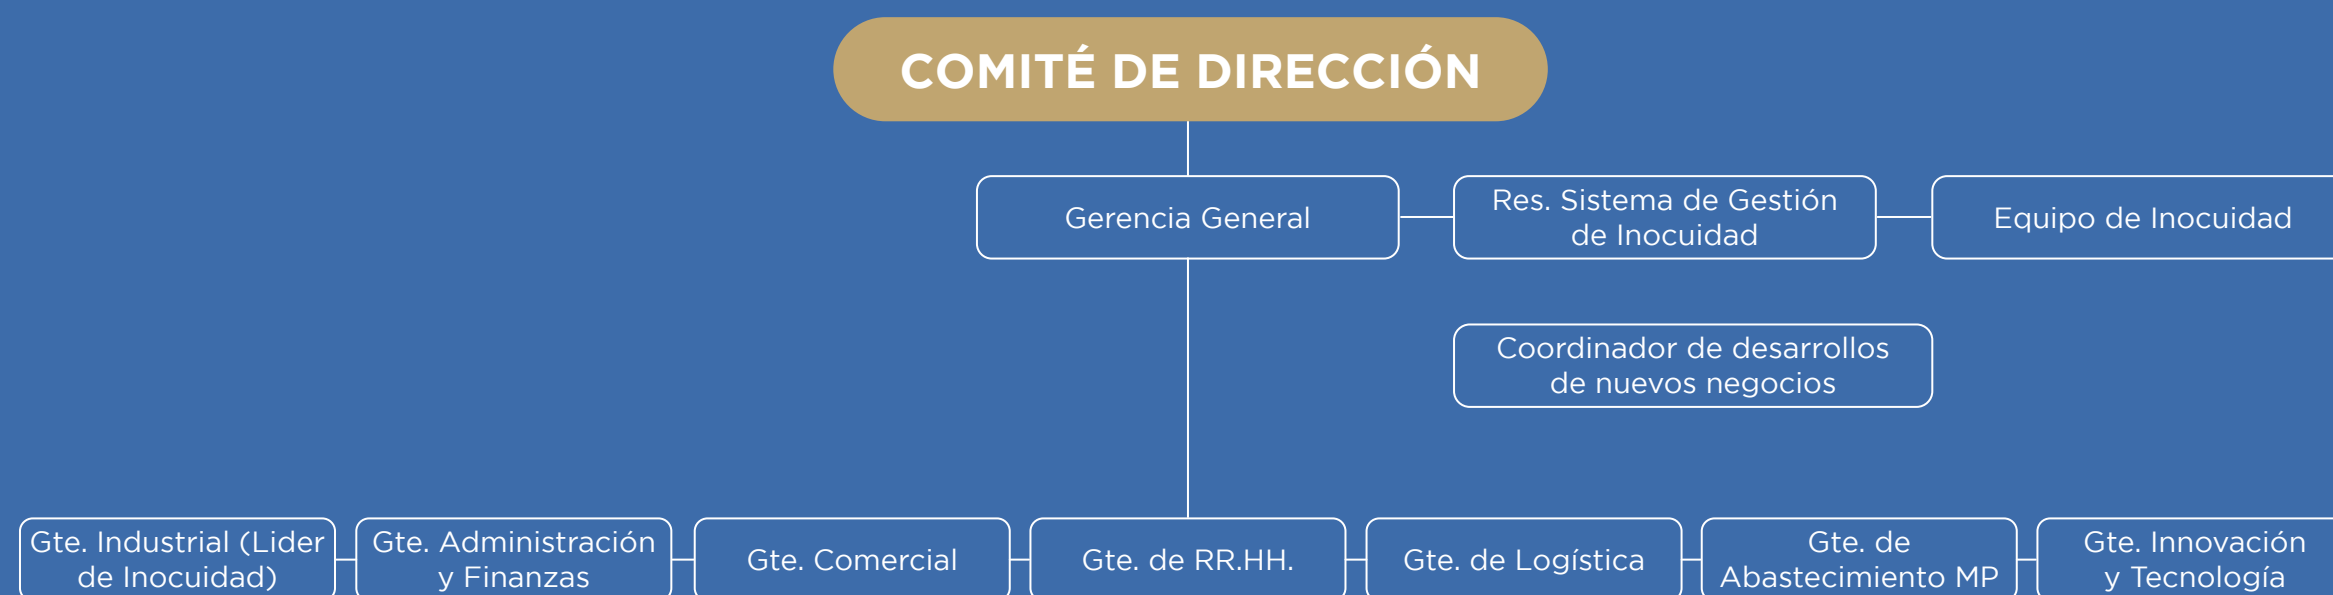 COMITÉ DE DIRECCIÓN
Gerencia General
Res. Sistema de Gestión
de Inocuidad
Equipo de Inocuidad
Coordinador de desarrollos
de nuevos negocios
Gte. Industrial (Lider
de Inocuidad)
Gte. Administración
y Finanzas
Gte. Comercial
Gte. de RR.HH.
Gte. de Logística
Gte. de
Abastecimiento MP
Gte. Innovación
y Tecnología